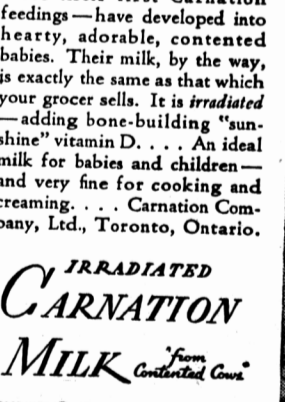 feedings—have developed into
hearty, adorable, contented
babies. Their milk, by the way,
is exactly the same as that which
your grocer sells. It is irradiated
—adding bone-building "sun-
shine" vitamin D. . . . An ideal
milk for babies and children—
and very fine for cooking and
creaming. . . . Carnation Com-
pany, Ltd., Toronto, Ontario.
IRRADIATED
CARNATION
MILK "from
Contented Cows"